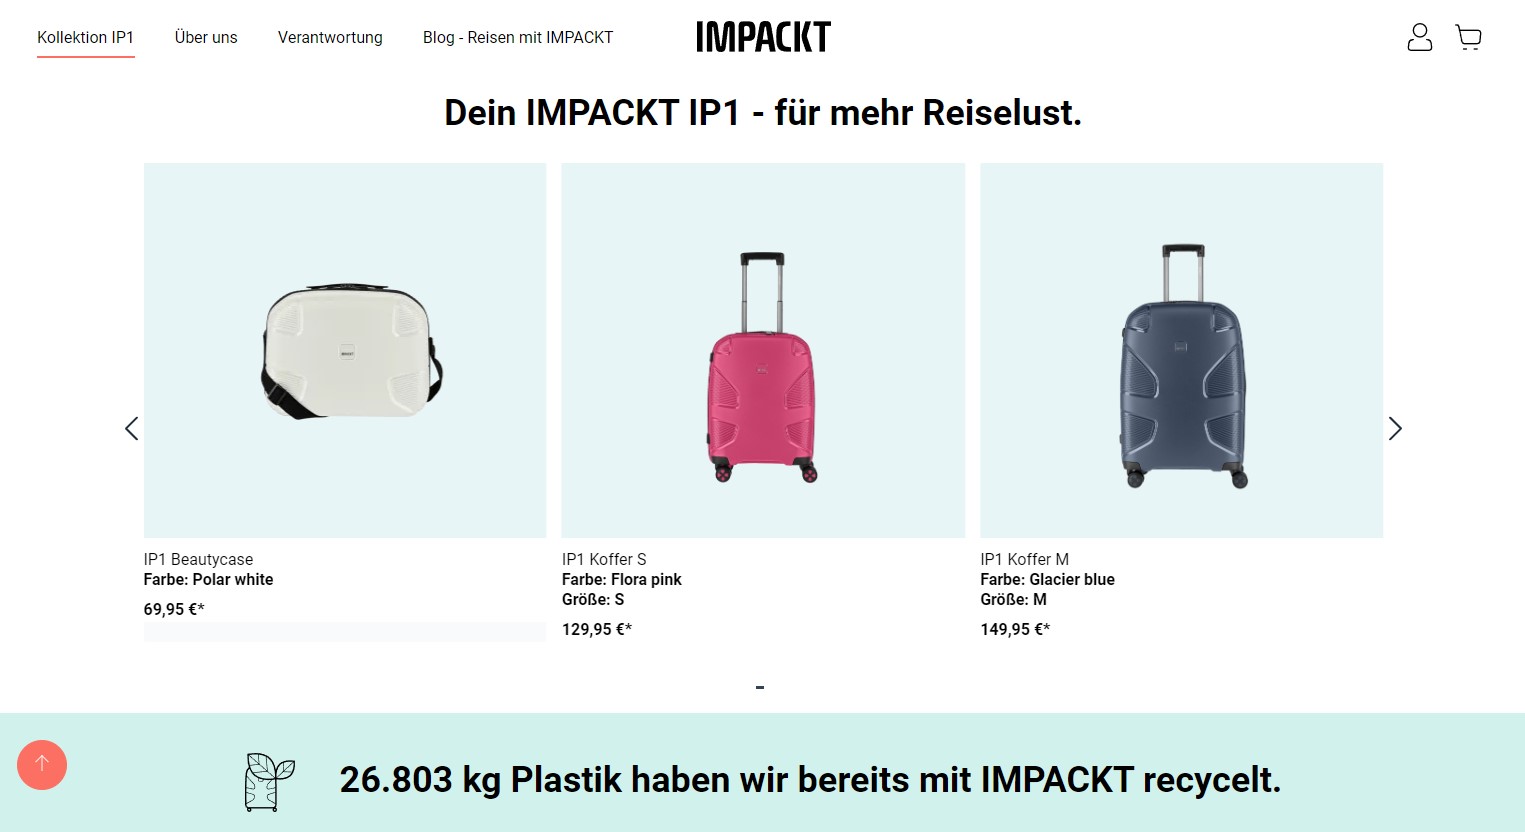 Kollektion IP1
Über uns
Verantwortung
Blog - Reisen mit IMPACKT
IMPACKT
Dein IMPACKT IP1 - für mehr Reiselust.
IP1 Beautycase
Farbe: Polar white
69,95 €*
IP1 Koffer S
Farbe: Flora pink
Größe: S
129,95 €*
IP1 Koffer M
Farbe: Glacier blue
Größe: M
149,95 €*
26.803 kg Plastik haben wir bereits mit IMPACKT recycelt.